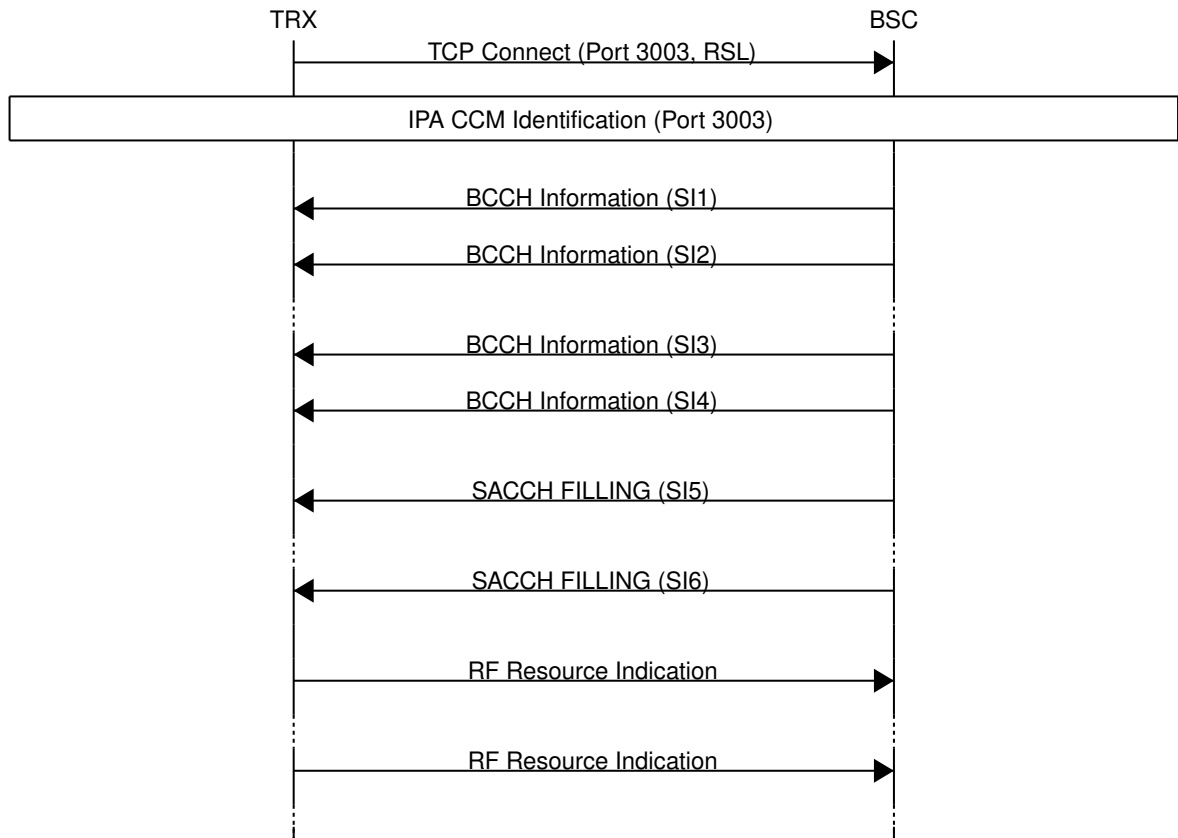 TRX BSC
TCP Connect (Port 3003, RSL)
IPA CCM Identification (Port 3003)
BCCH Information (SI1)
BCCH Information (SI2)
BCCH Information (SI3)
BCCH Information (SI4)
SACCH FILLING (SI5)
SACCH FILLING (SI6)
RF Resource Indication
RF Resource Indication